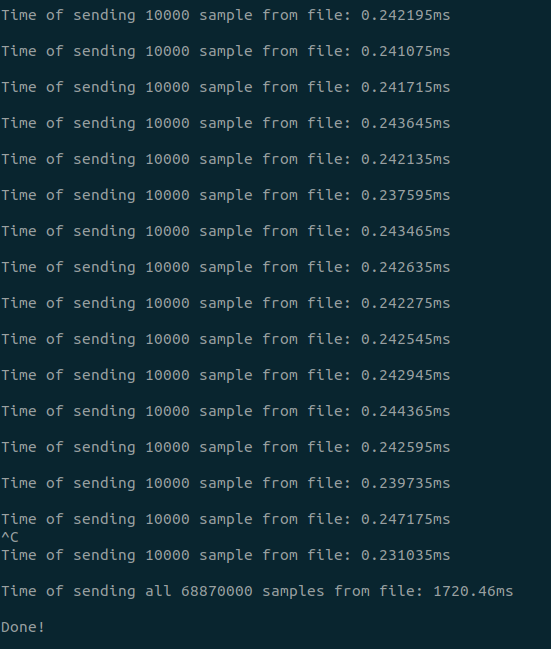 Time of sending 10000 sample from file: 0.242195ms
Time of sending 10000 sample from file: 0.241075ms
Time of sending 10000 sample from file: 0.241715ms
Time of sending 10000 sample from file: 0.243645ms
Time of sending 10000 sample from file: 0.242135ms
Time of sending 10000 sample from file: 0.237595ms
Time of sending 10000 sample from file: 0.243465ms
Time of sending 10000 sample from file: 0.242635ms
Time of sending 10000 sample from file: 0.242275ms
Time of sending 10000 sample from file: 0.242545ms
Time of sending 10000 sample from file: 0.242945ms
Time of sending 10000 sample from file: 0.244365ms
Time of sending 10000 sample from file: 0.242595ms
Time of sending 10000 sample from file: 0.239735ms
Time of sending 10000 sample from file: 0.247175ms
^C
Time of sending 10000 sample from file: 0.231035ms
Time of sending all 68870000 samples from file: 1720.46ms
Done!